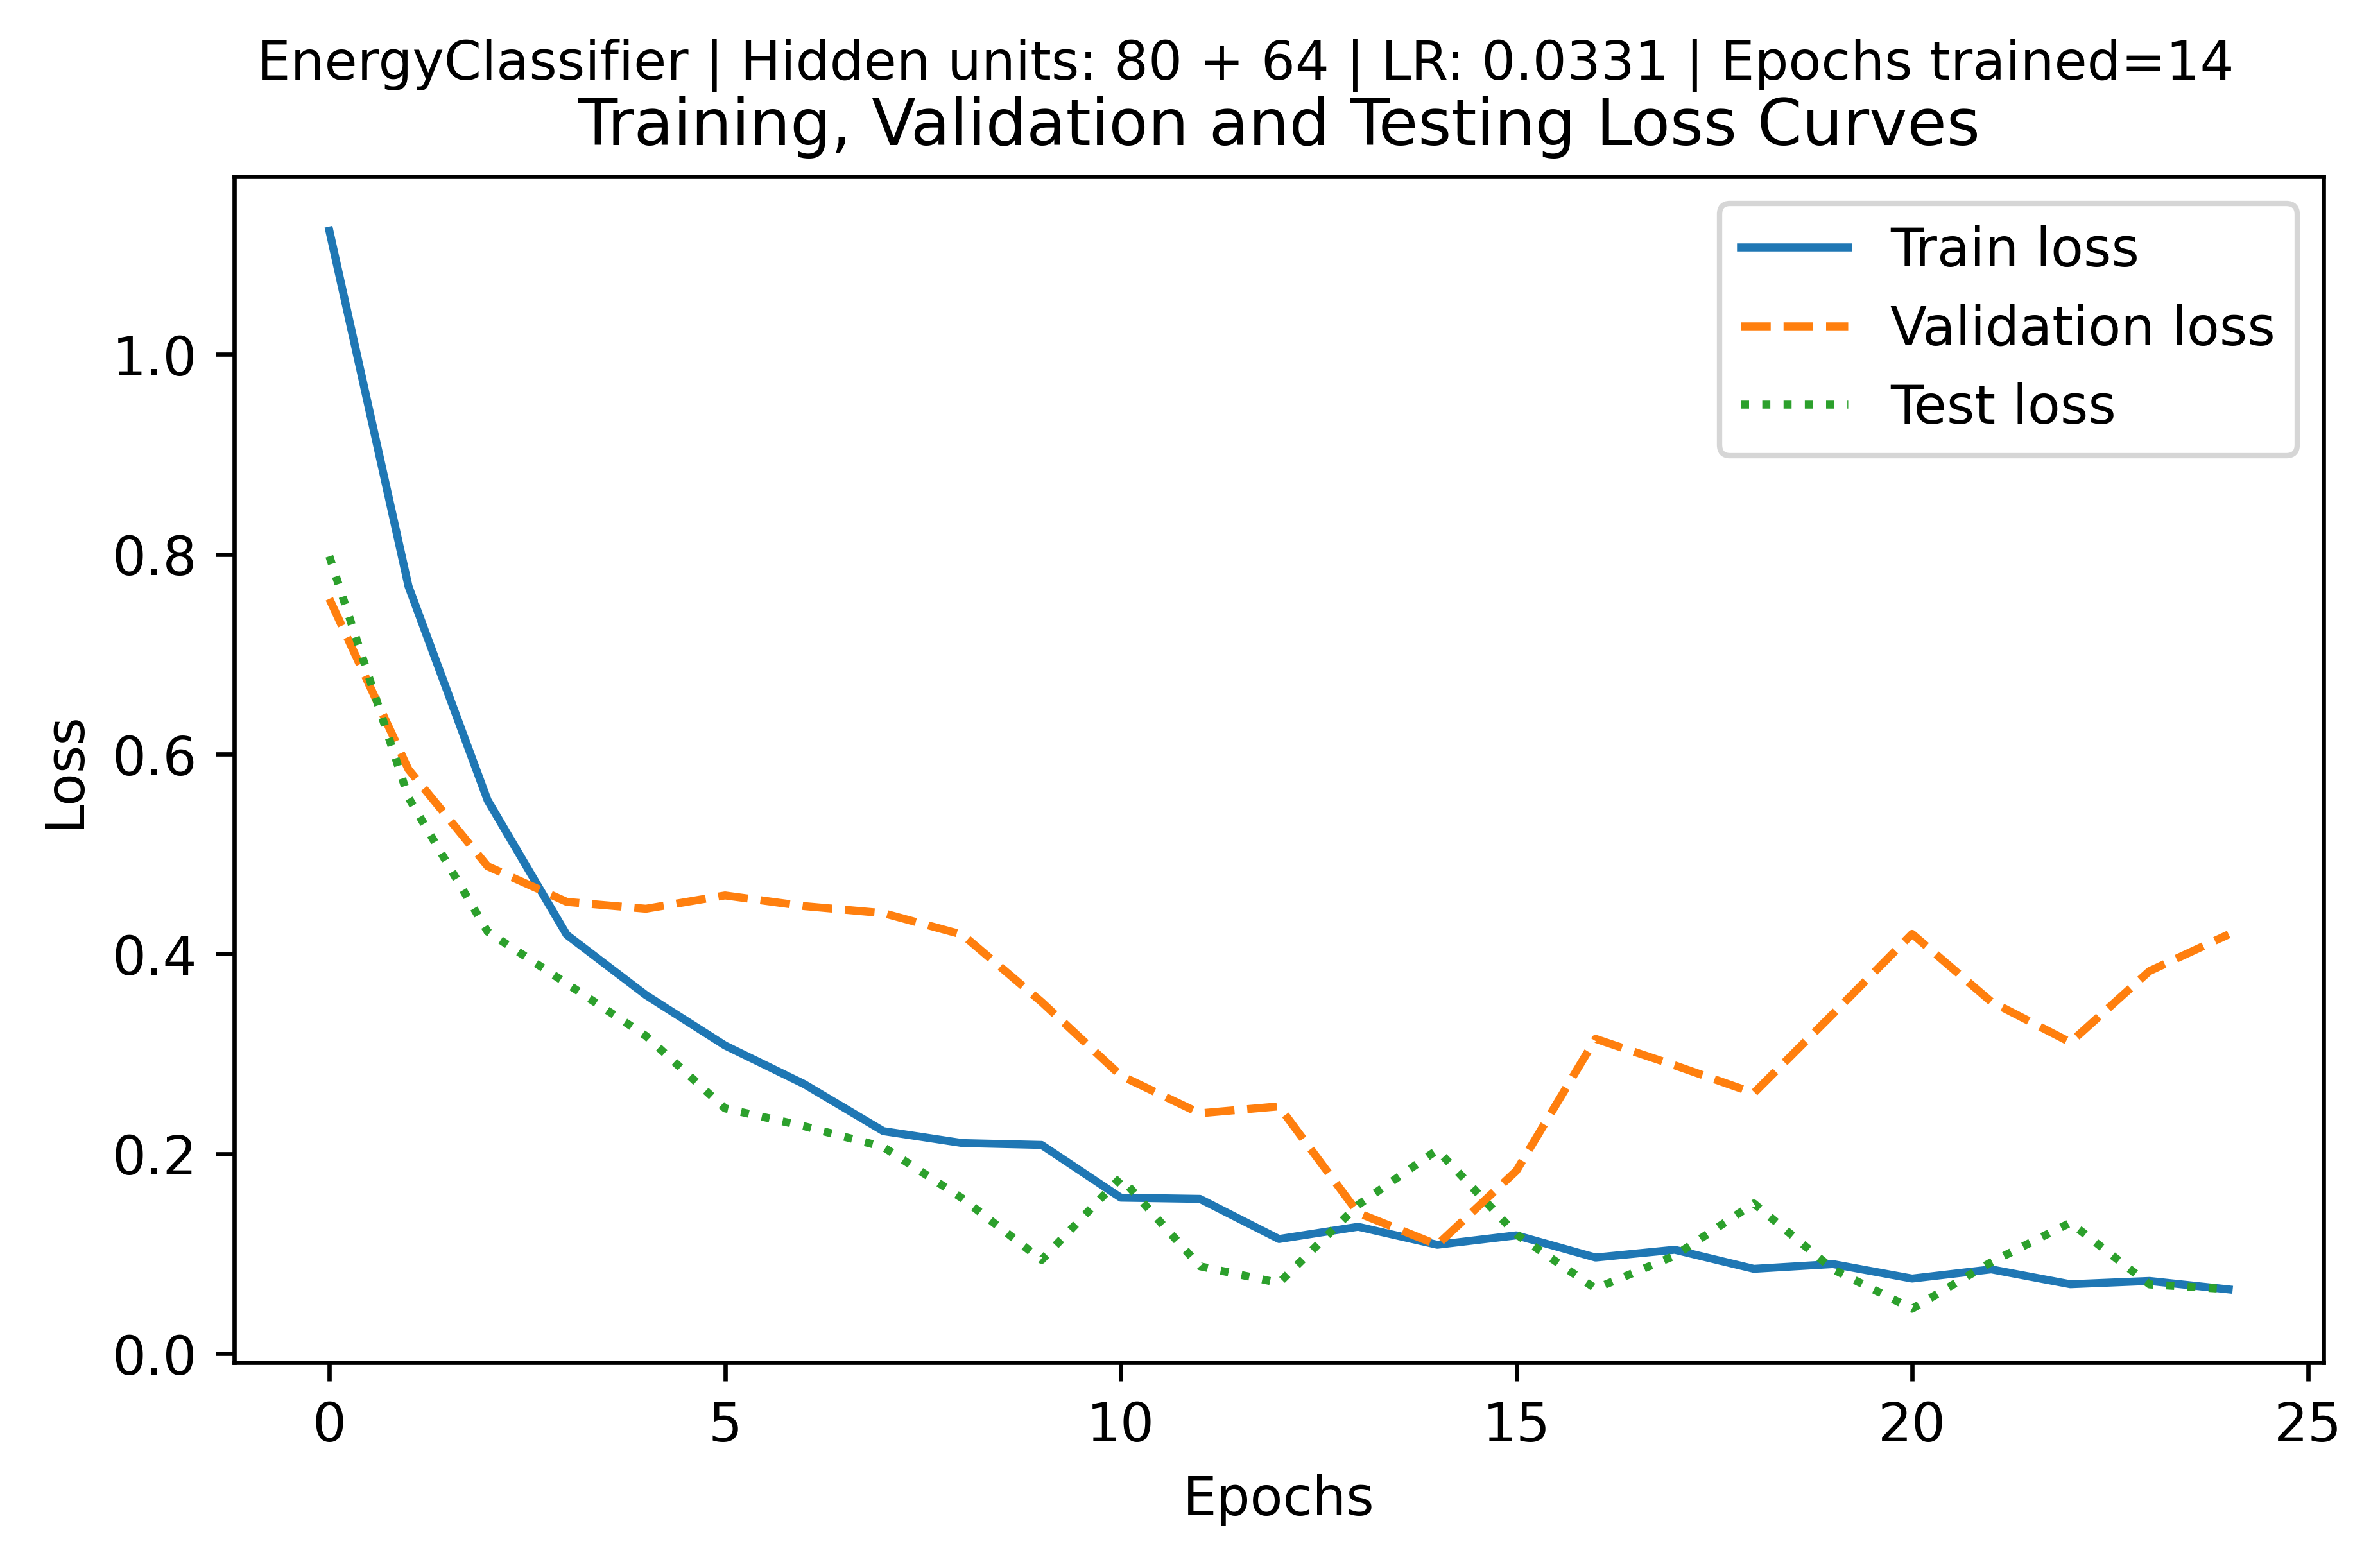 EnergyClassifier | Hidden units: 80 + 64 | LR: 0.0331 | Epochs trained=14
Training, Validation and Testing Loss Curves
Train loss
Validation loss
Test loss
1.0
0.8
0.6
0.4
0.2
0.0
Loss
0 5 10 15 20 25
Epochs